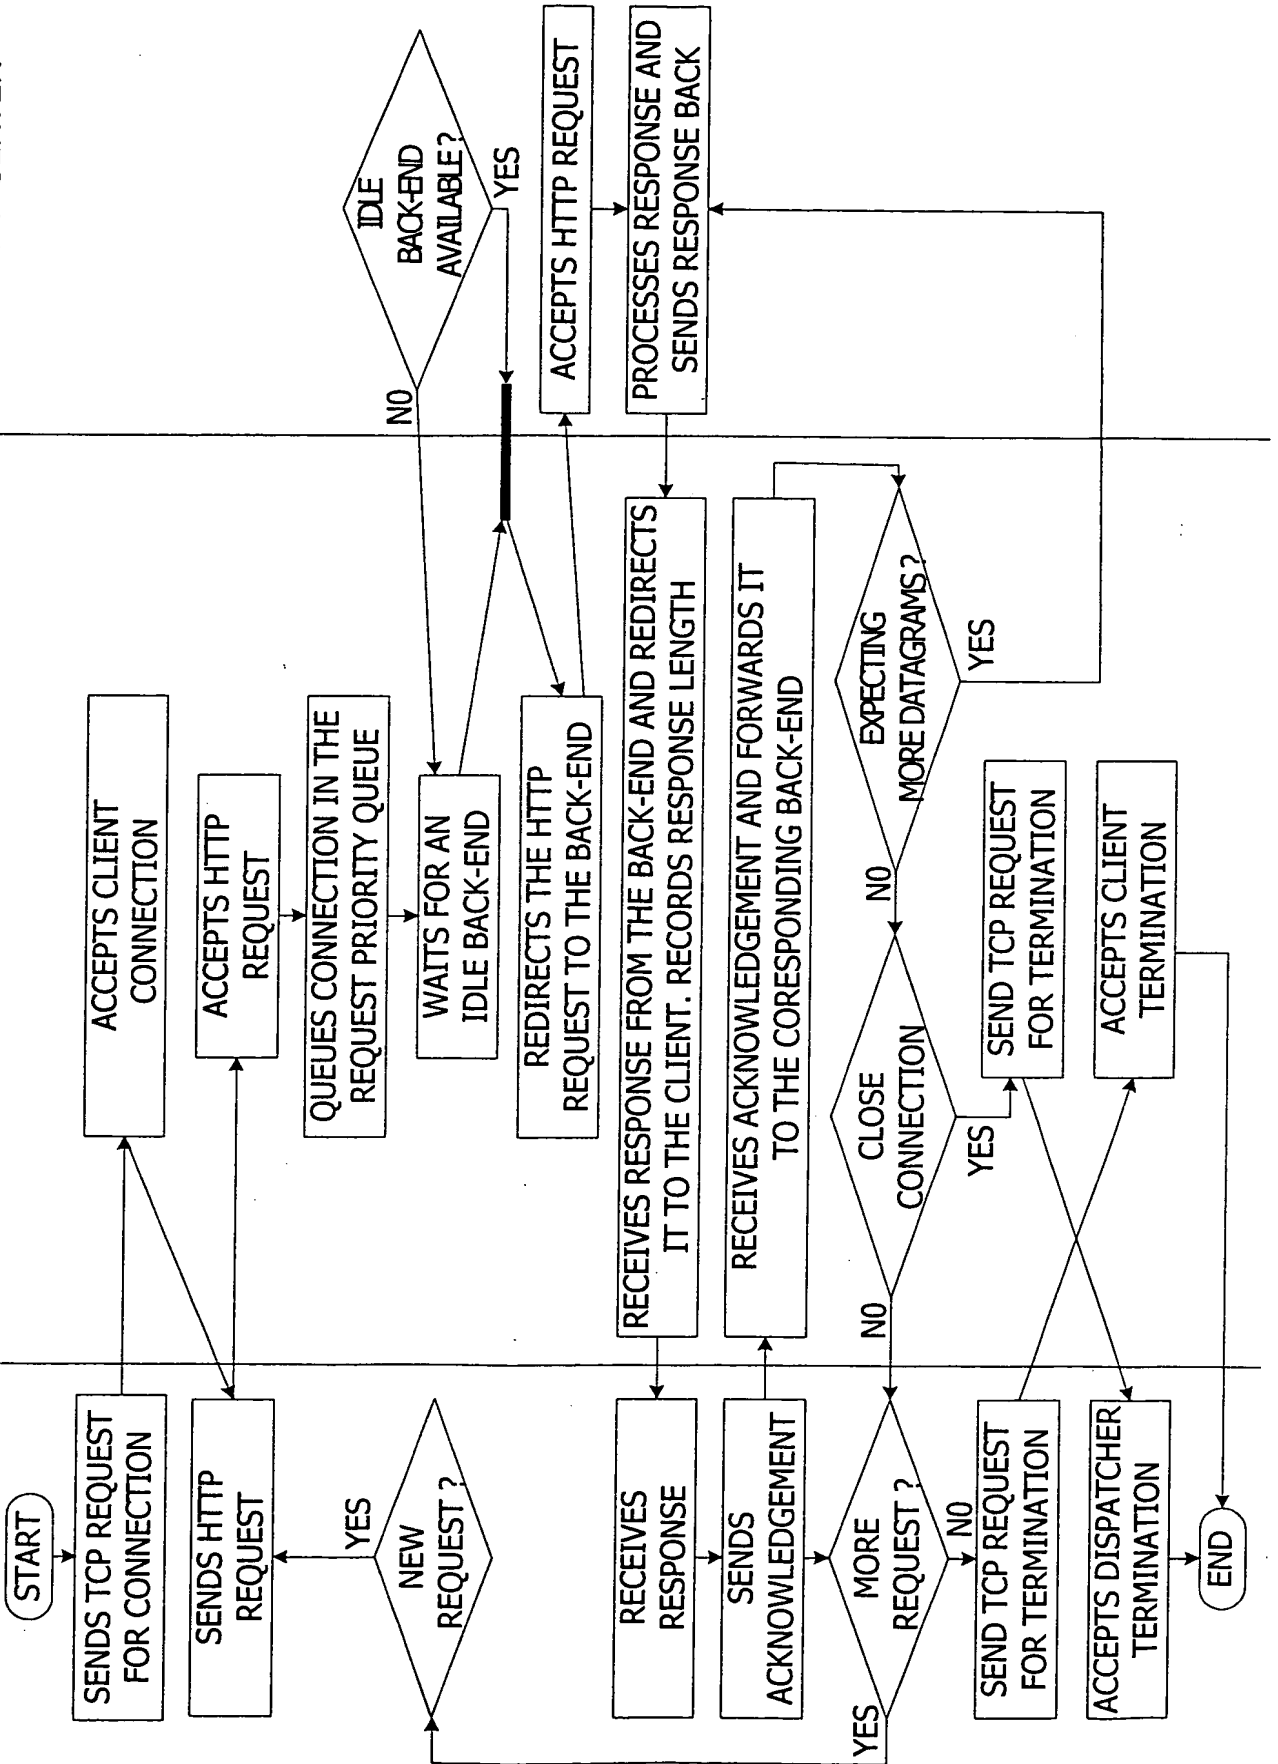 START
SENDS TCP REQUEST
FOR CONNECTION
ACCEPTS CLIENT
CONNECTION
SENDS HTTP
REQUEST
ACCEPTS HTTP
REQUEST
QUEUES CONNECTION IN THE
REQUEST PRIORITY QUEUE
NEW
REQUEST ?
YES
WAITS FOR AN
IDLE BACK-END
NO
IDLE
BACK-END
AVAILABLE ?
YES
REDIRECTS THE HTTP
REQUEST TO THE BACK-END
ACCEPTS HTTP REQUEST
PROCESSES RESPONSE AND
SENDS RESPONSE BACK
RECEIVES RESPONSE FROM THE BACK-END AND REDIRECTS
IT TO THE CLIENT. RECORDS RESPONSE LENGTH
RECEIVES
RESPONSE
SENDS
ACKNOWLEDGEMENT
RECEIVES ACKNOWLEDGEMENT AND FORWARDS IT
TO THE CORESPONDING BACK-END
EXPECTING
MORE DATAGRAMS ?
YES
NO
CLOSE
CONNECTION
YES
NO
MORE
REQUEST ?
YES
NO
SEND TCP REQUEST
FOR TERMINATION
SEND TCP REQUEST
FOR TERMINATION
ACCEPTS DISPATCHER
TERMINATION
ACCEPTS CLIENT
TERMINATION
END